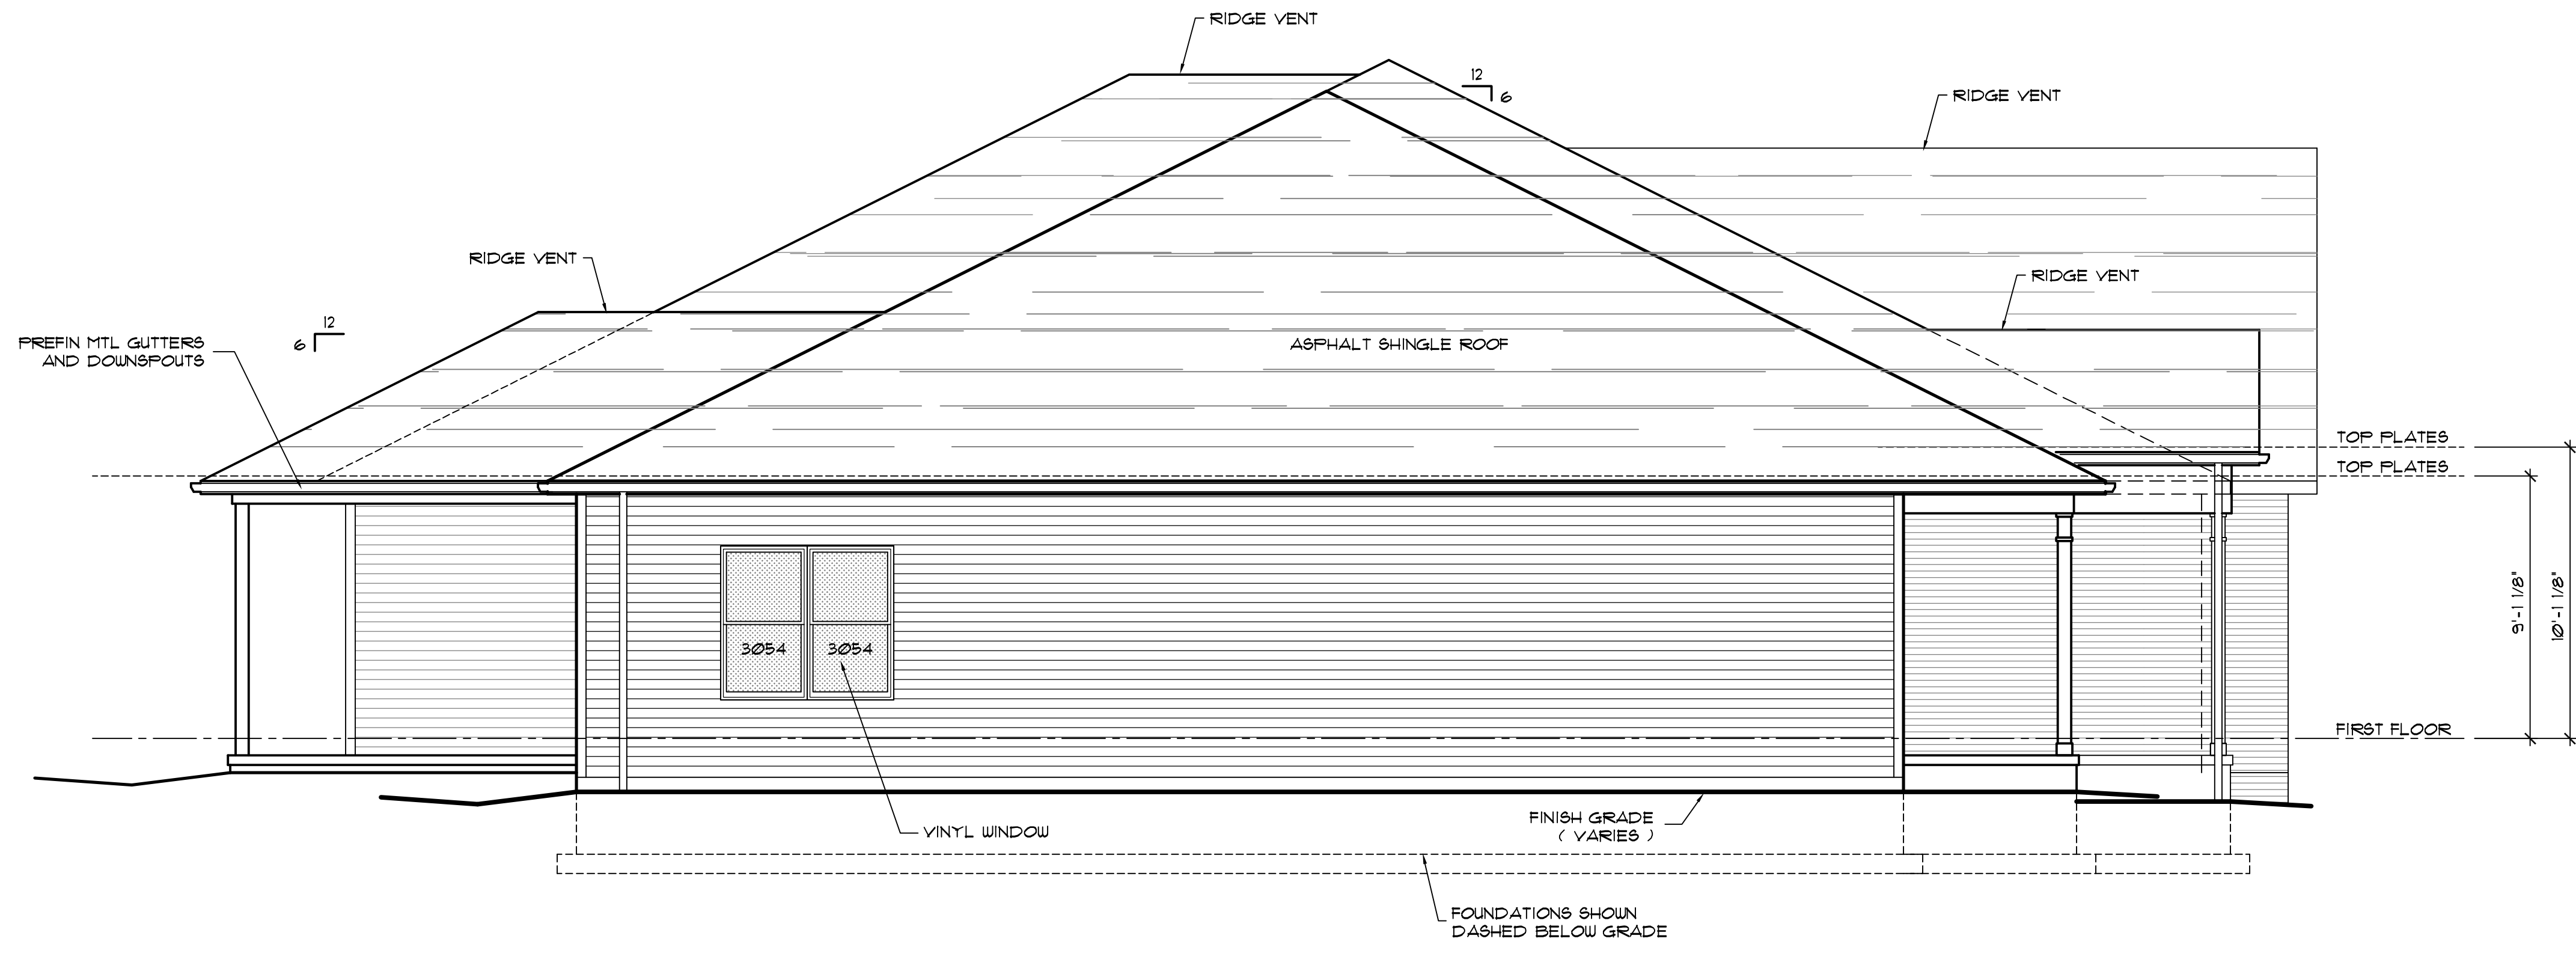 RIDGE VENT
12
6
RIDGE VENT
RIDGE VENT
RIDGE VENT
12
6
PREFIN MTL GUTTERS
AND DOWNSPOUTS
ASPHALT SHINGLE ROOF
TOP PLATES
TOP PLATES
9'-1 1/8"
10'-1 1/8"
3054
3054
FIRST FLOOR
VINYL WINDOW
FINISH GRADE
( VARIES )
FOUNDATIONS SHOWN
DASHED BELOW GRADE